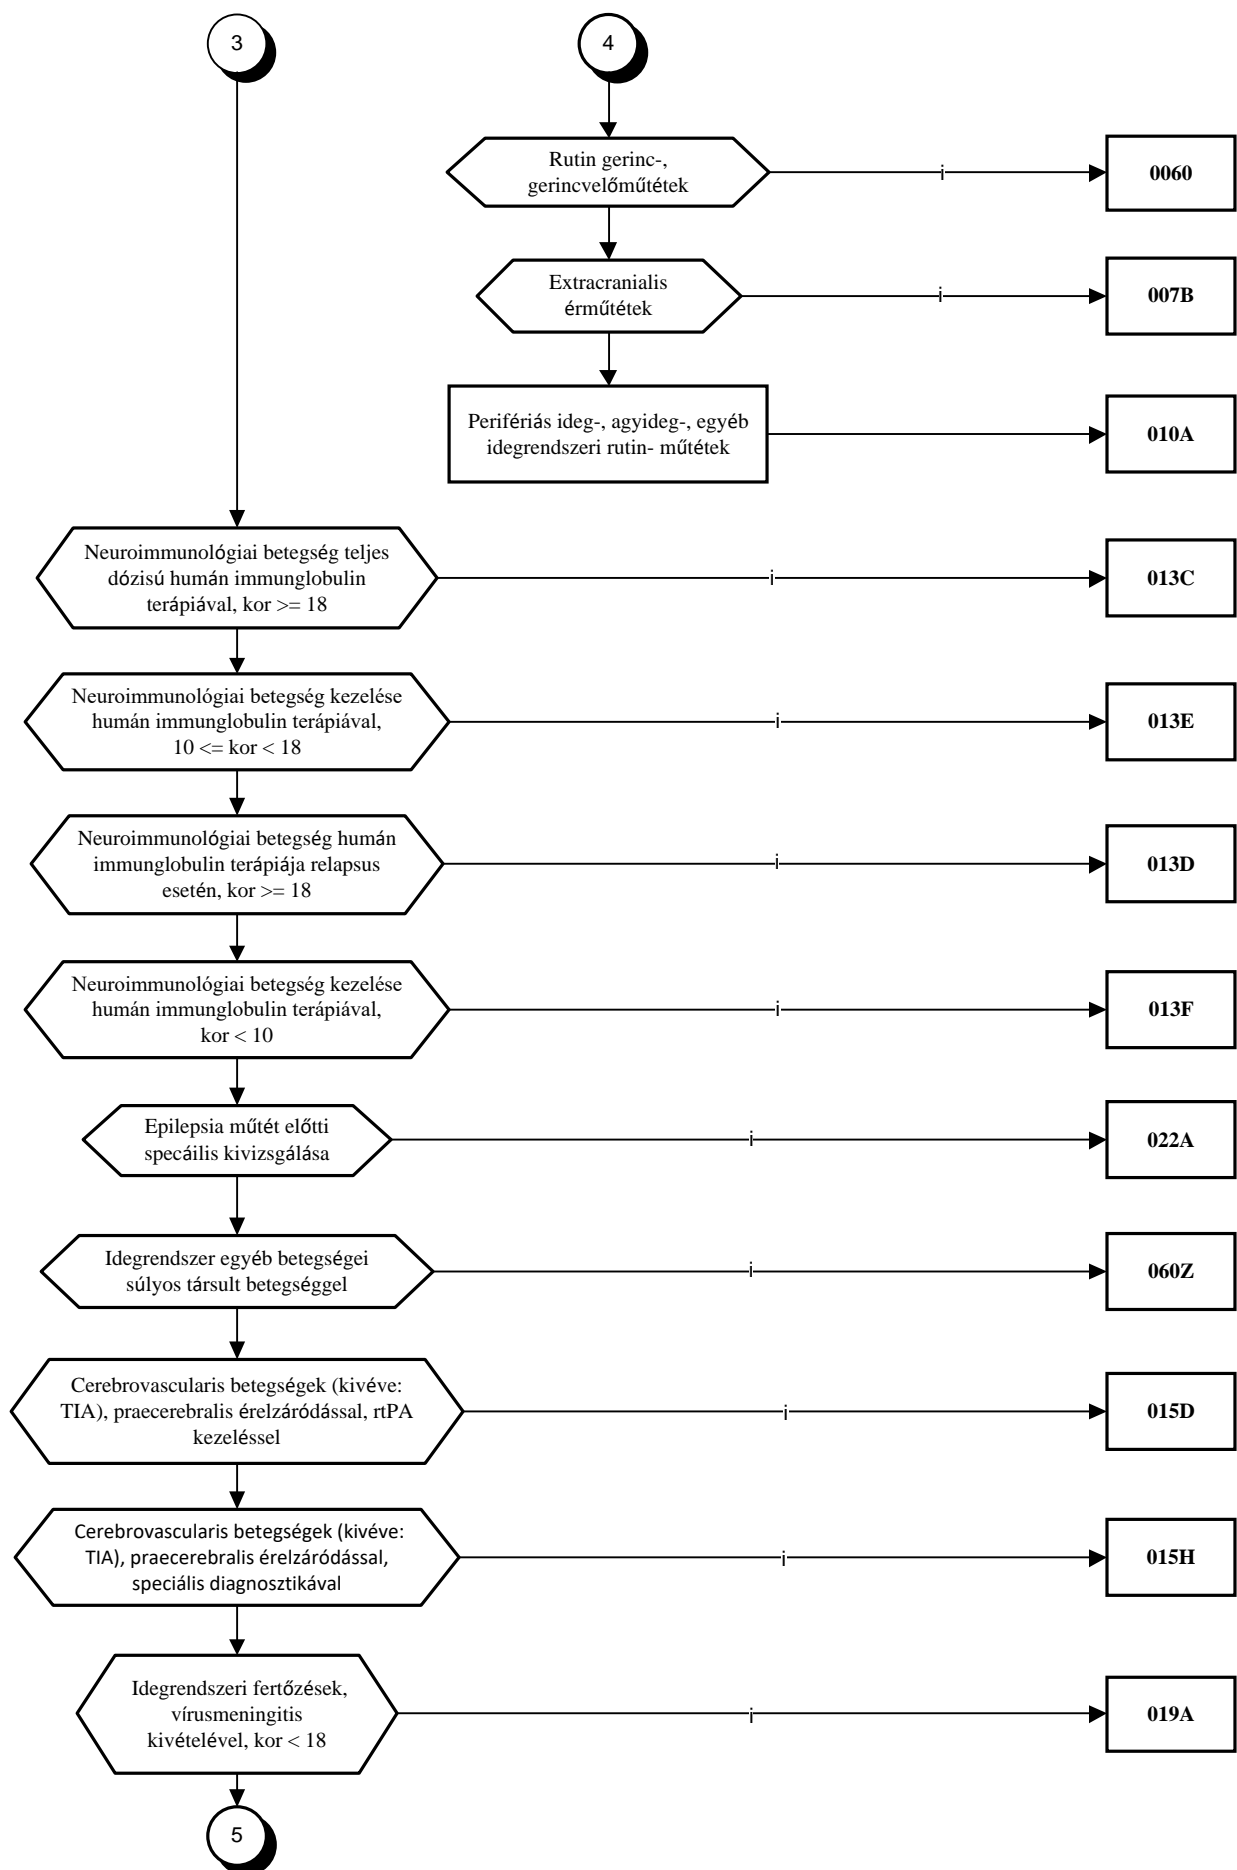 3
4
Rutin gerinc-,
gerincvelőműtétek
i
0060
Extracranialis
érműtétek
i
007B
Perifériás ideg-, agyideg-, egyéb
idegrendszeri rutin- műtétek
010A
Neuroimmunológiai betegség teljes
dózisú humán immunglobulin
terápiával, kor >= 18
i
013C
Neuroimmunológiai betegség kezelése
humán immunglobulin terápiával,
10 <= kor < 18
i
013E
Neuroimmunológiai betegség humán
immunglobulin terápiája relapsus
esetén, kor >= 18
i
013D
Neuroimmunológiai betegség kezelése
humán immunglobulin terápiával,
kor < 10
i
013F
Epilepsia műtét előtti
specáilis kivizsgálása
i
022A
Idegrendszer egyéb betegségei
súlyos társult betegséggel
i
060Z
Cerebrovascularis betegségek (kivéve:
TIA), praecerebralis érelzáródással, rtPA
kezeléssel
i
015D
Cerebrovascularis betegségek (kivéve:
TIA), praecerebralis érelzáródással,
speciális diagnosztikával
i
015H
Idegrendszeri fertőzések,
vírusmeningitis
kivételével, kor < 18
i
019A
5